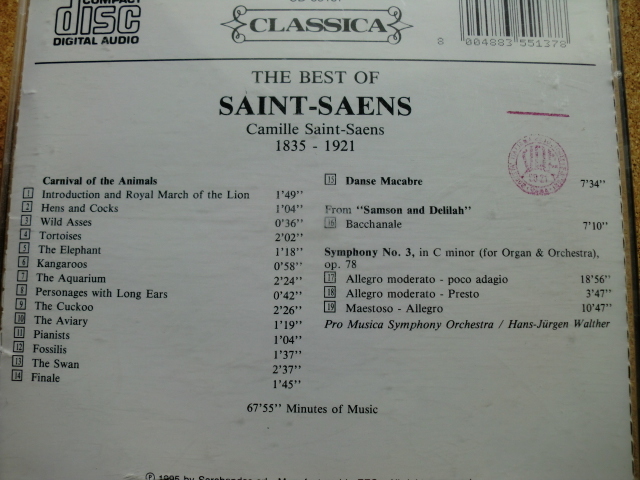 COMPACT
disc
DIGITAL AUDIO
CLASSICA
8 004883 551378
THE BEST OF
SAINT-SAENS
Camille Saint-Saens
1835 - 1921
Carnival of the Animals
1 Introduction and Royal March of the Lion 1'49''
2 Hens and Cocks 1'04''
3 Wild Asses 0'36''
4 Tortoises 2'02''
5 The Elephant 1'18''
6 Kangaroos 0'58''
7 The Aquarium 2'24''
8 Personages with Long Ears 0'42''
9 The Cuckoo 2'26''
10 The Aviary 1'19''
11 Pianists 1'04''
12 Fossilis 1'37''
13 The Swan 2'37''
14 Finale 1'45''
15 Danse Macabre 7'34''
From "Samson and Delilah"
16 Bacchanale 7'10''
Symphony No. 3, in C minor (for Organ & Orchestra),
op. 78
17 Allegro moderato - poco adagio 18'56''
18 Allegro moderato - Presto 3'47''
19 Maestoso - Allegro 10'47''
Pro Musica Symphony Orchestra / Hans-Jürgen Walther
67'55'' Minutes of Music